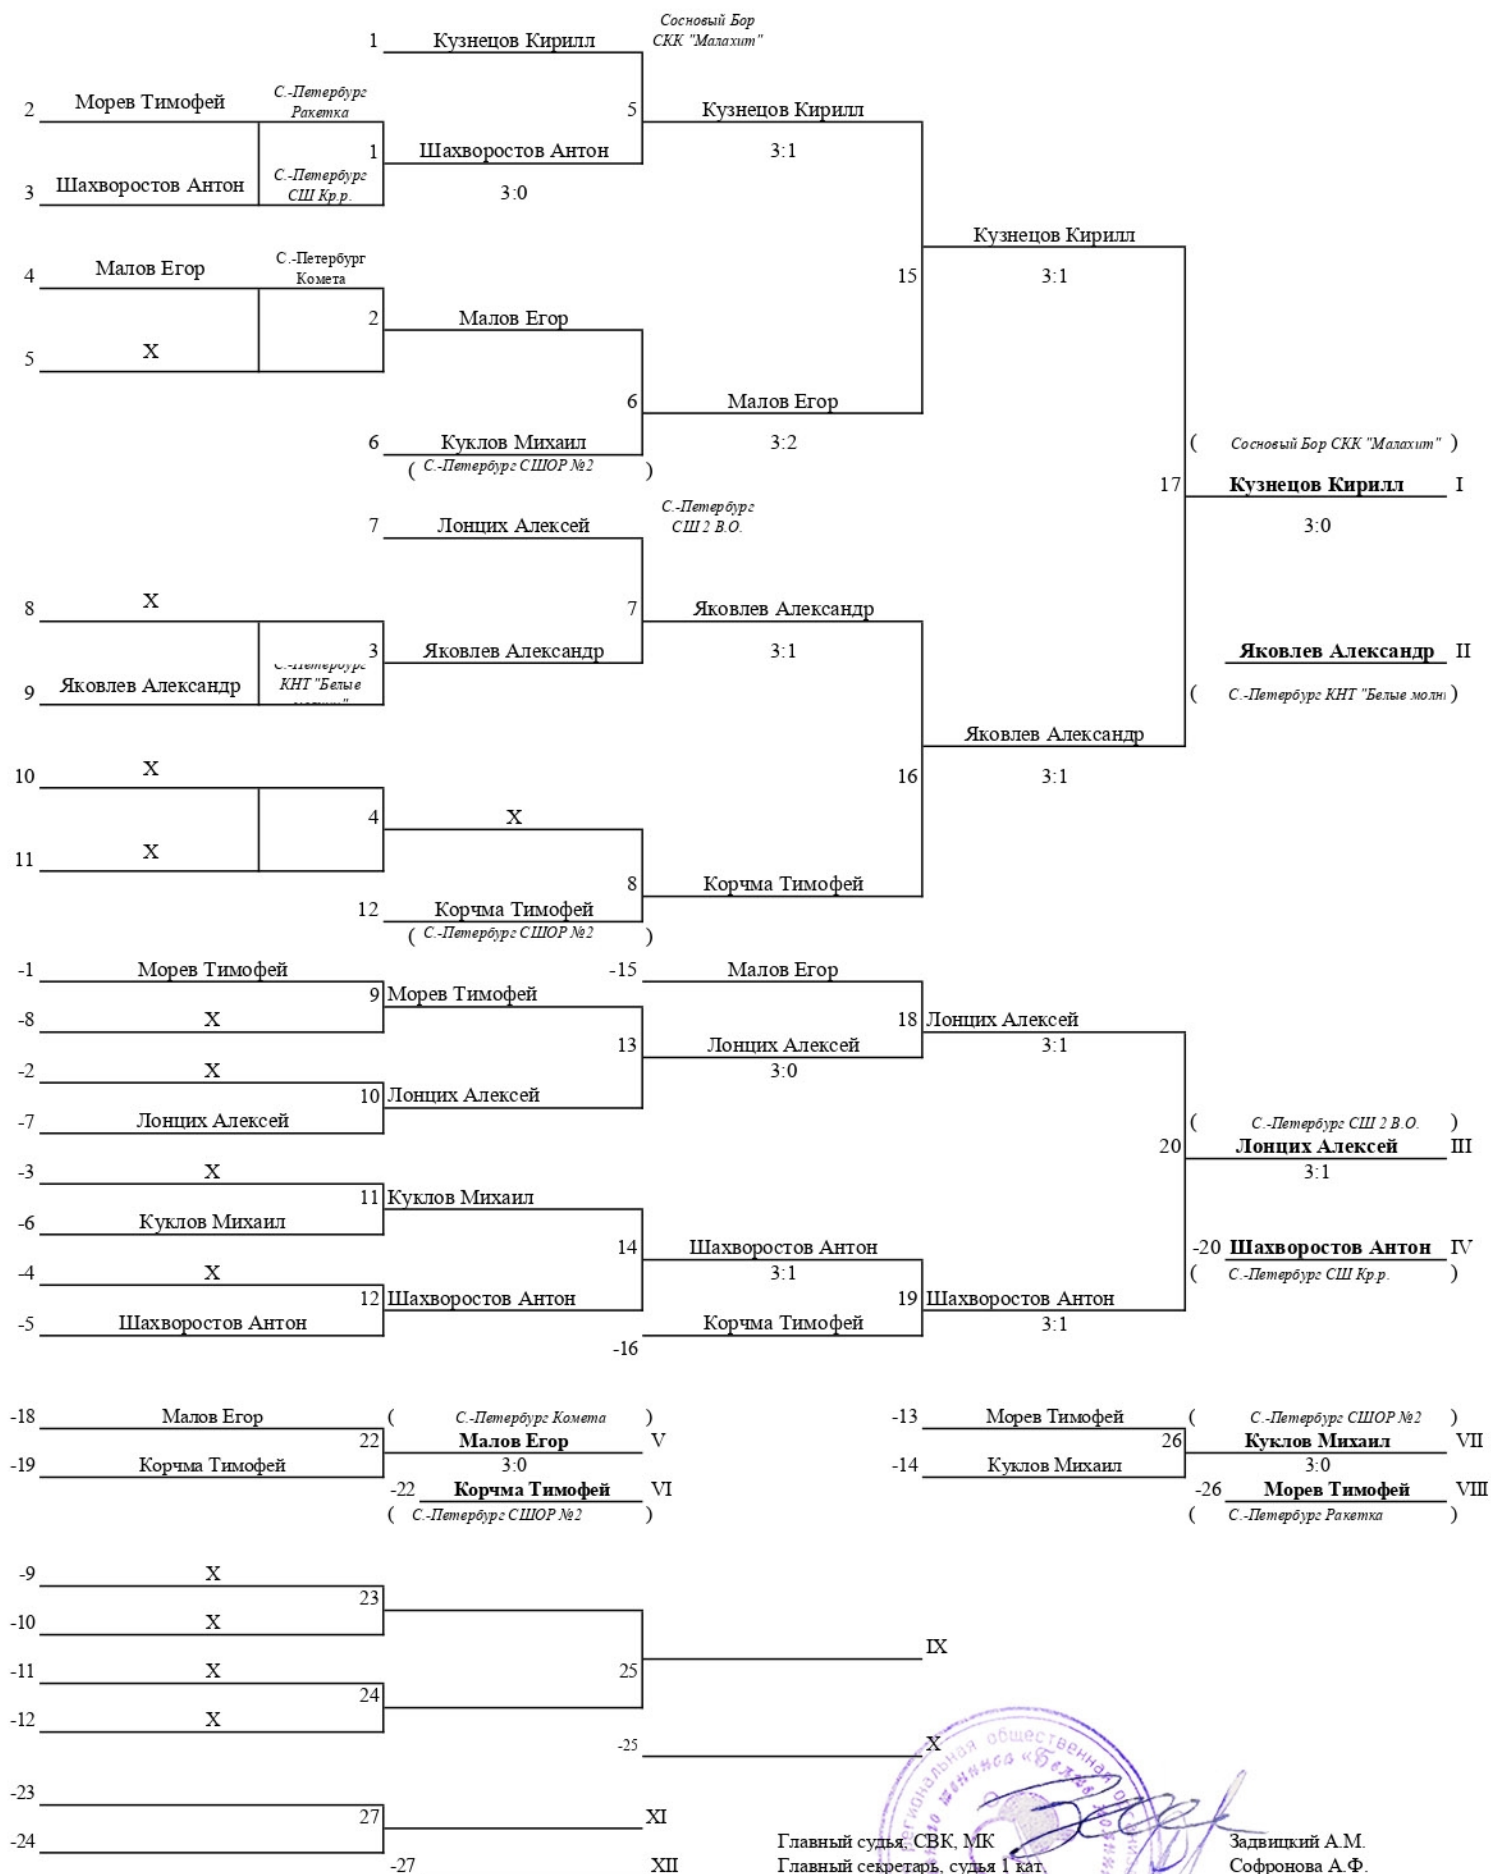 Сосновый Бор
1 Кузнецов Кирилл СКК "Малахит"
2 Морев Тимофей С.-Петербург Ракетка
5 Кузнецов Кирилл
1 Шахворостов Антон 3:1
3 Шахворостов Антон С.-Петербург СШ Кр.р.
3:0
Кузнецов Кирилл
4 Малов Егор С.-Петербург Комета
15 3:1
2 Малов Егор
5 X
6 Малов Егор
6 Куклов Михаил 3:2
( С.-Петербург СШОР №2 )
( Сосновый Бор СКК "Малахит" )
17 Кузнецов Кирилл I
3:0
7 Лонцих Алексей С.-Петербург СШ 2 В.О.
8 X
7 Яковлев Александр
3 Яковлев Александр 3:1
Яковлев Александр II
9 Яковлев Александр С.-Петербург КНТ "Белые
( С.-Петербург КНТ "Белые молн )
Яковлев Александр
10 X
16 3:1
4 X
11 X
8 Корчма Тимофей
12 Корчма Тимофей
( С.-Петербург СШОР №2 )
-1 Морев Тимофей -15 Малов Егор
9 Морев Тимофей
-8 X 18 Лонцих Алексей
13 Лонцих Алексей 3:1
-2 X 3:0
10 Лонцих Алексей
-7 Лонцих Алексей ( С.-Петербург СШ 2 В.О. )
20 Лонцих Алексей III
-3 X 3:1
11 Куклов Михаил
-6 Куклов Михаил
14 Шахворостов Антон -20 Шахворостов Антон IV
-4 X 3:1 ( С.-Петербург СШ Кр.р. )
12 Шахворостов Антон 19 Шахворостов Антон
-5 Шахворостов Антон Корчма Тимофей 3:1
-16
-18 Малов Егор ( С.-Петербург Комета ) -13 Морев Тимофей ( С.-Петербург СШОР №2 )
22 Малов Егор V 26 Куклов Михаил VII
-19 Корчма Тимофей 3:0 -14 Куклов Михаил 3:0
-22 Корчма Тимофей VI -26 Морев Тимофей VIII
( С.-Петербург СШОР №2 ) ( С.-Петербург Ракетка )
-9 X
23
-10 X
IX
-11 X 25
24
-12 X
-25 X
-23
27 XI
-24
Главный судья, СВК, МК Задвицкий А.М.
-27 XII Главный секретарь, судья 1 кат. Софронова А.Ф.